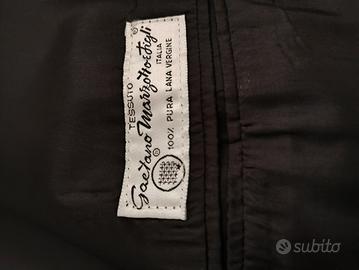 TESSUTO
Gaetano Marzotto & Figli
®
ITALIA
100% PURA LANA VERGINE
subito